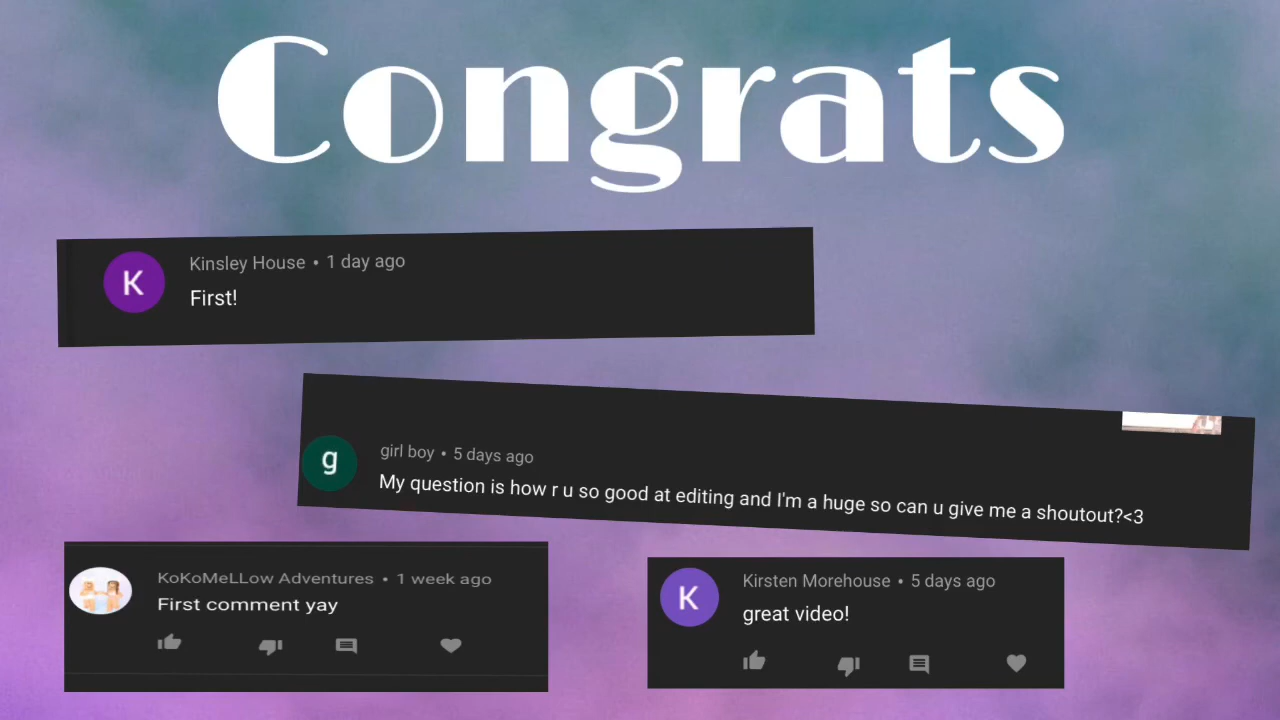 Congrats
K
Kinsley House • 1 day ago
First!
g
girl boy • 5 days ago
My question is how r u so good at editing and I'm a huge so can u give me a shoutout?<3
KoKoMeLLow Adventures • 1 week ago
First comment yay
K
Kirsten Morehouse • 5 days ago
great video!